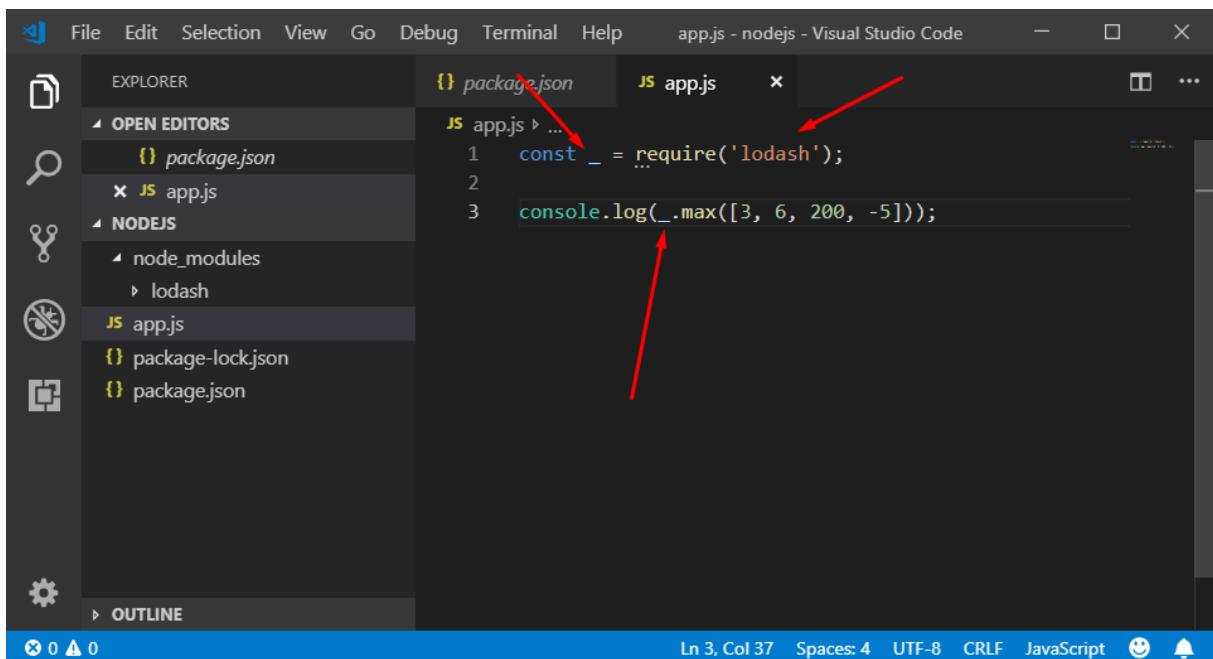 File Edit Selection View Go Debug Terminal Help app.js - nodejs - Visual Studio Code
EXPLORER
OPEN EDITORS
{} package.json
JS app.js
NODEJS
node_modules
lodash
JS app.js
{} package-lock.json
{} package.json
OUTLINE
{} package.json JS app.js
JS app.js ...
1 const _ = require('lodash');
2
3 console.log(_.max([3, 6, 200, -5]));
0 0 Ln 3, Col 37 Spaces: 4 UTF-8 CRLF JavaScript